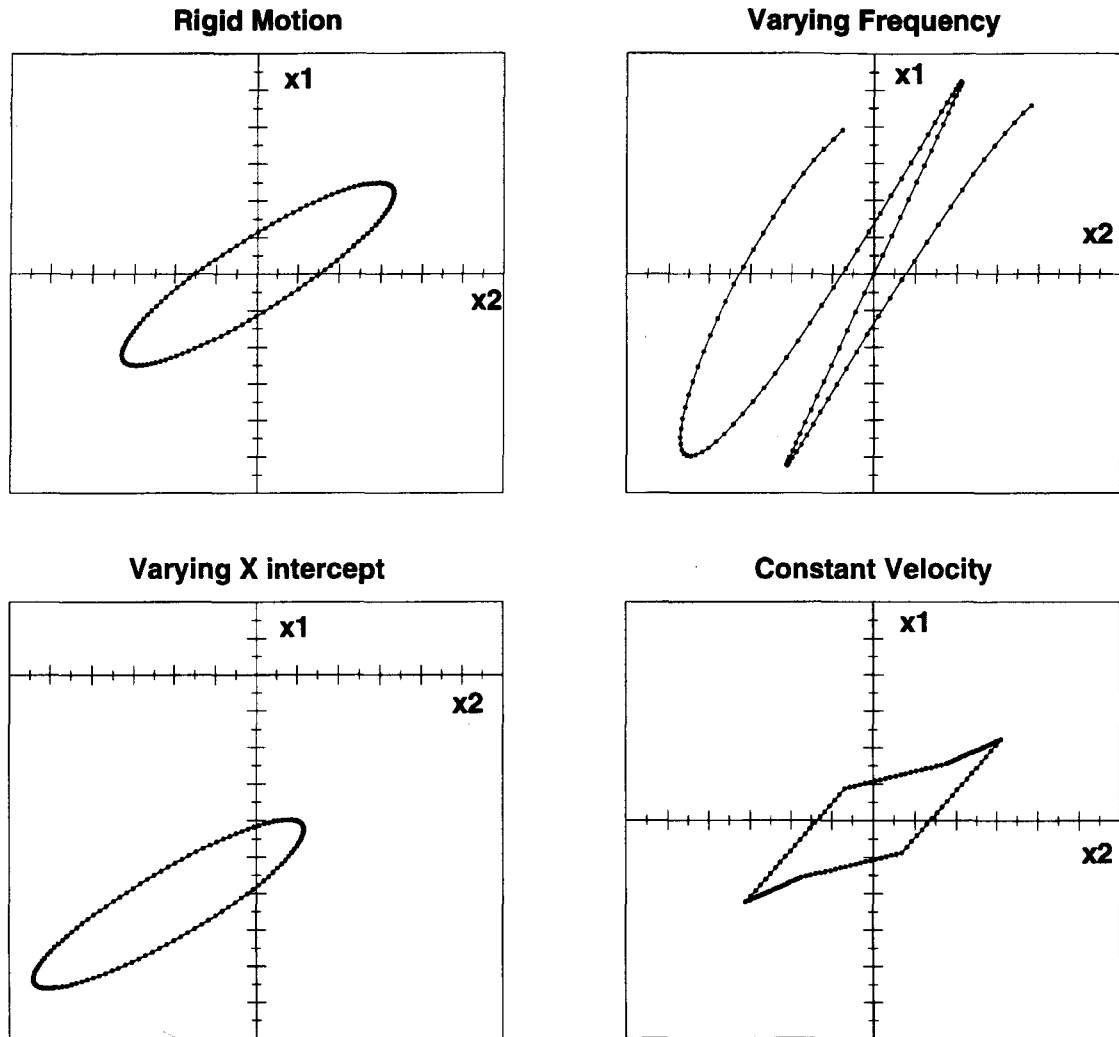 Rigid Motion
x1
x2
Varying Frequency
x1
x2
Varying X intercept
x1
x2
Constant Velocity
x1
x2